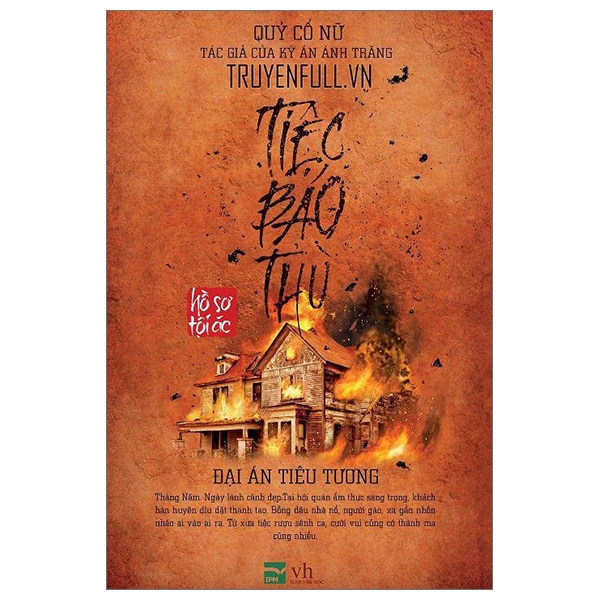 QUỶ CỔ NỮ
TÁC GIẢ CỦA KỲ ÁN ÁNH TRĂNG
TRUYENFULL.VN
TIỆC
BÁO
THÙ
hồ sơ
tội ác
ĐẠI ÁN TIÊU TƯƠNG
Tháng Năm. Ngày lành cảnh đẹp.Tại hội quán ẩm thực sang trọng, khách
hàn huyên dìu dặt thanh tao. Bỗng đâu nhà nổ, người gào, xa gần nhốn
nháo ai vào ai ra. Từ xưa tiệc rượu sênh ca, cười vui cũng có thành ma
cũng nhiều.
IPM
vh